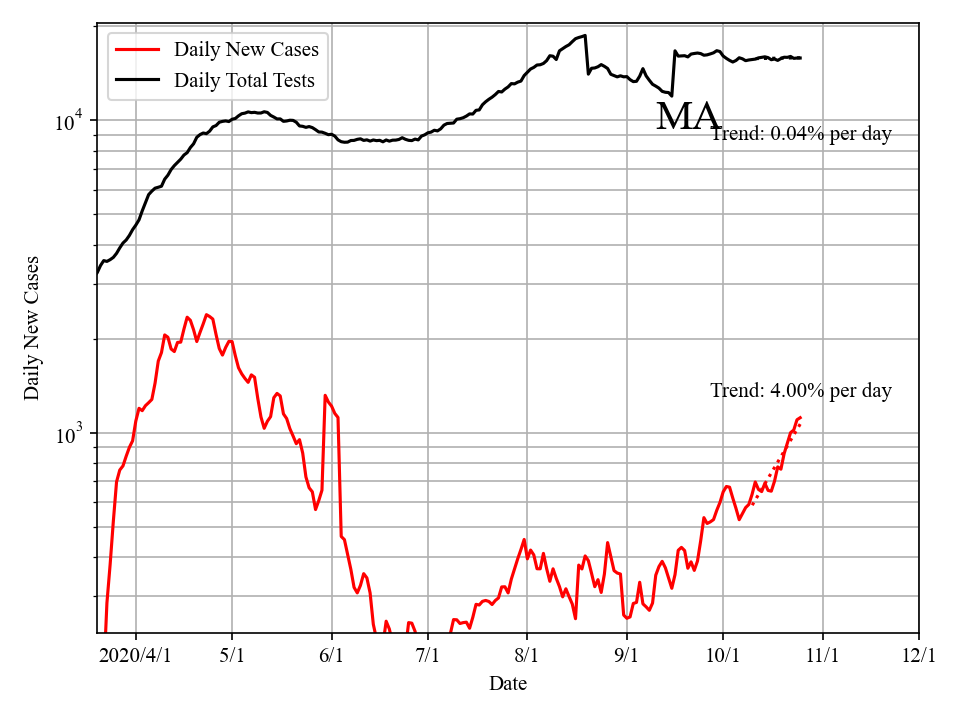 Daily New Cases
Daily Total Tests
MA
Trend: 0.04% per day
Trend: 4.00% per day
10^4
10^3
Daily New Cases
2020/4/1 5/1 6/1 7/1 8/1 9/1 10/1 11/1 12/1
Date